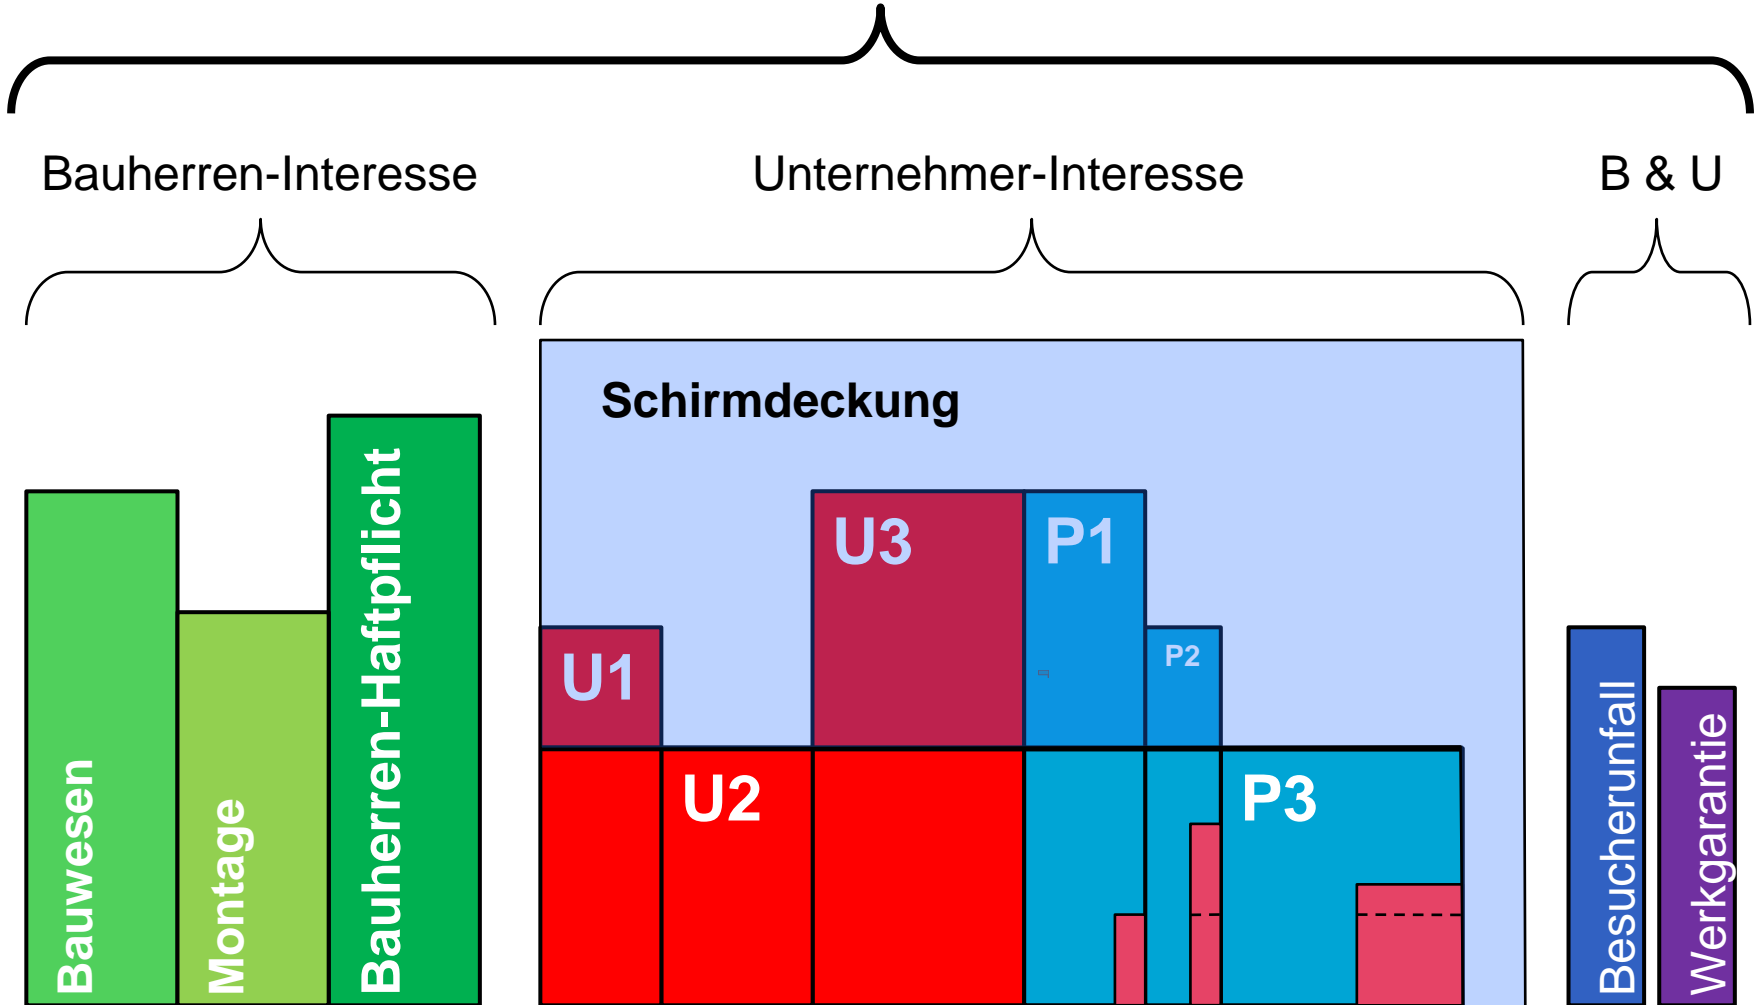 Bauherren-Interesse
Unternehmer-Interesse
B & U
Schirmdeckung
Bauwesen
Montage
Bauherren-Haftpflicht
U1
U2
U3
P1
P2
P3
Besucherunfall
Werkgarantie